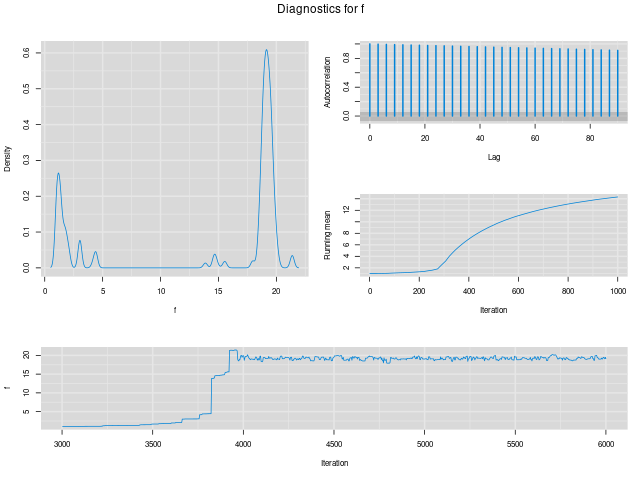 Diagnostics for f
Density
0.0 0.1 0.2 0.3 0.4 0.5 0.6
0 5 10 15 20
f
Autocorrelation
0.0 0.4 0.8
0 20 40 60 80
Lag
Running mean
2 4 6 8 12
0 200 400 600 800 1000
Iteration
f
5 10 15 20
3000 3500 4000 4500 5000 5500 6000
Iteration